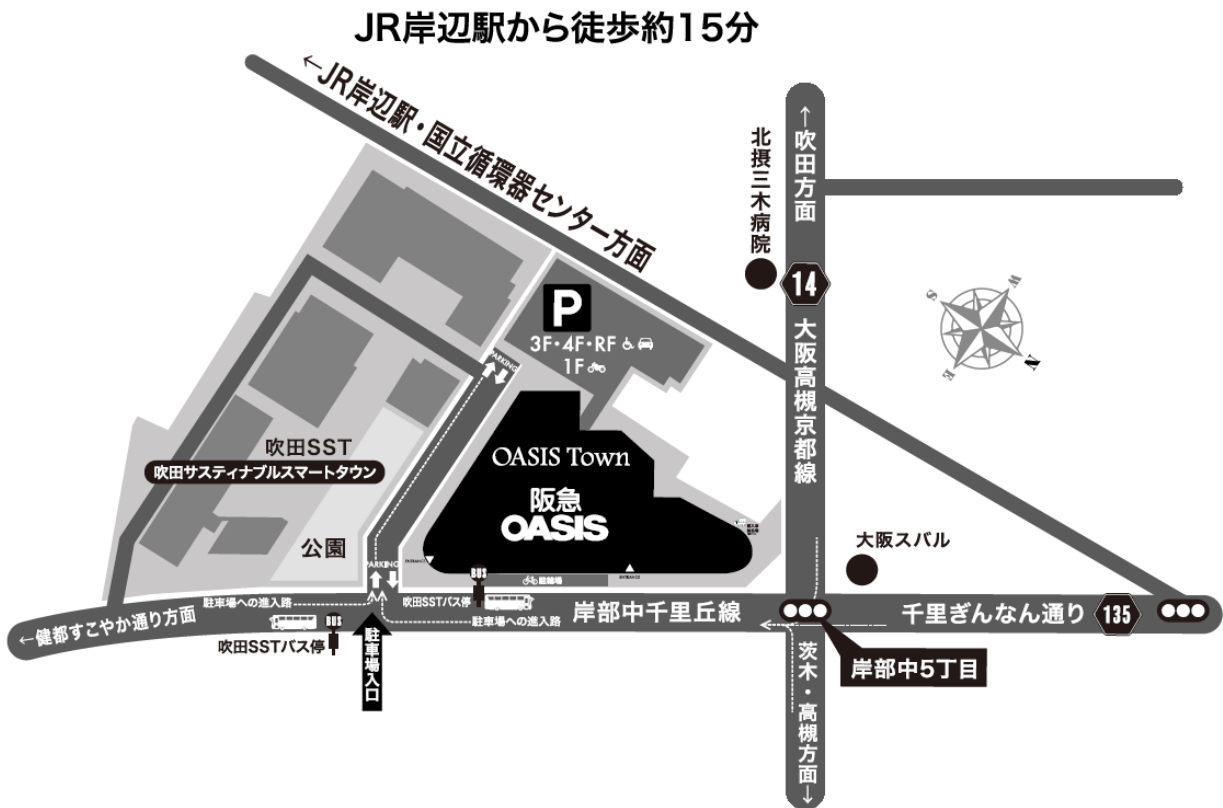 JR岸辺駅から徒歩約15分
←JR岸辺駅・国立循環器センター方面
北摂三木病院
↑吹田方面
14
大阪高槻京都線
S
W
E
N
P
3F・4F・RF
1F
PARKING
OASIS Town
阪急
OASIS
吹田SST
吹田サスティナブルスマートタウン
公園
PARKING
ENTRANCE
BUS
駐輪場
ENTRANCE
大阪スバル
←健都すこやか通り方面
駐車場への進入路
吹田SSTバス停
岸部中千里丘線
千里ぎんなん通り
135
駐車場への進入路
BUS
吹田SSTバス停
駐車場入口
岸部中5丁目
茨木・高槻方面↓